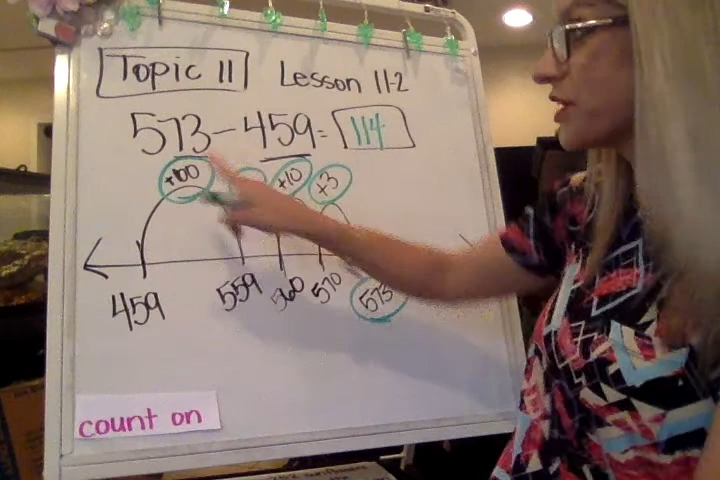 Topic 11 Lesson 11-2
573-459=114
+100 +10 +3
459 559 560 570 573
count on